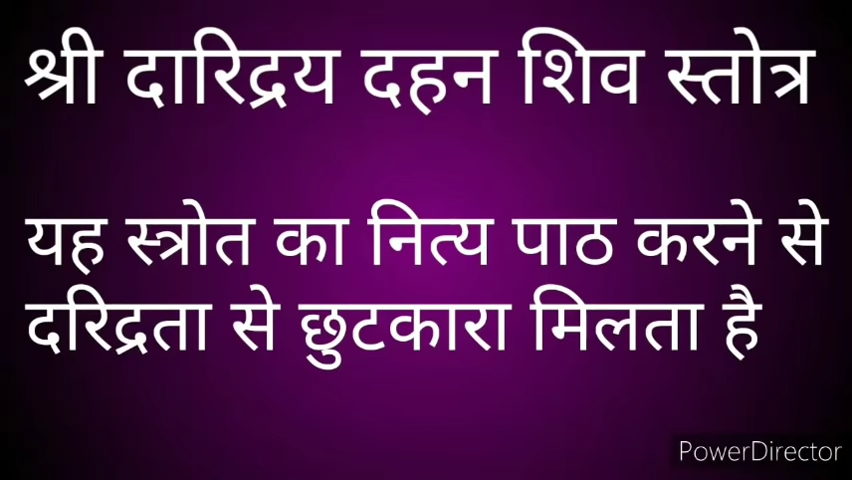 श्री दारिद्रय दहन शिव स्तोत्र
यह स्त्रोत का नित्य पाठ करने से
दरिद्रता से छुटकारा मिलता है
PowerDirector